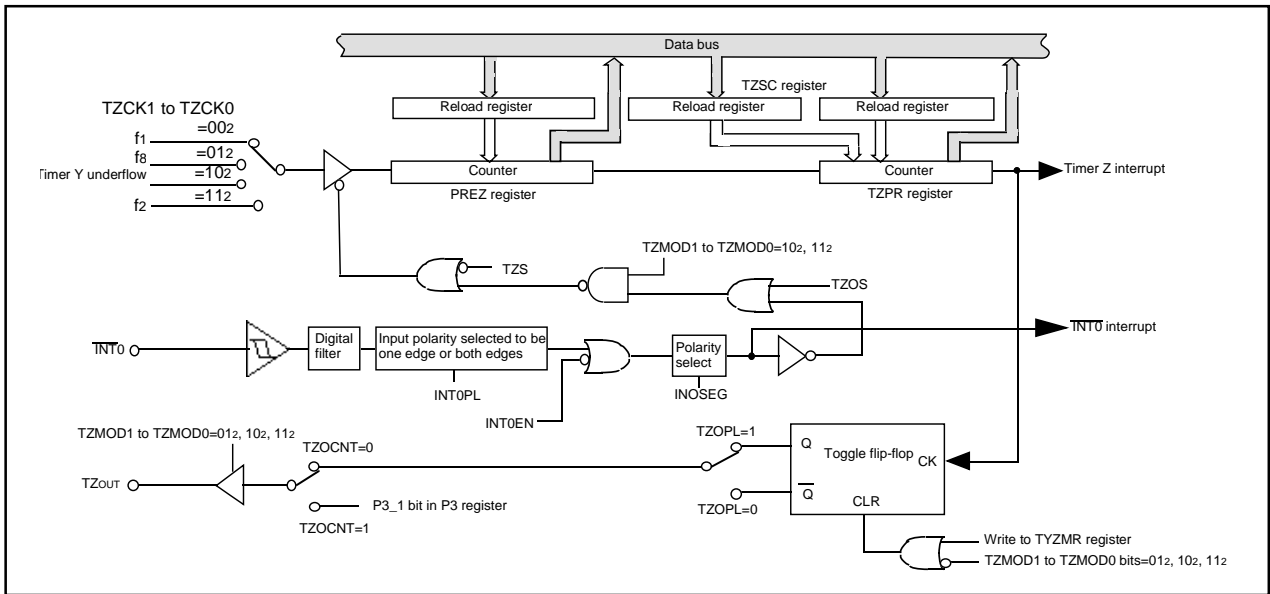 Data bus
TZSC register
Reload register
Reload register
Reload register
TZCK1 to TZCK0
=002
f1
=012
f8
Timer Y underflow
=102
=112
f2
Counter
PREZ register
Counter
TZPR register
Timer Z interrupt
TZMOD1 to TZMOD0=102, 112
TZS
TZOS
INT0
Digital
filter
Input polarity selected to be
one edge or both edges
Polarity
select
INT0 interrupt
INT0PL
INOSEG
INT0EN
TZMOD1 to TZMOD0=012, 102, 112
TZOCNT=0
TZOPL=1
Q
Toggle flip-flop
CK
TZOUT
Q
P3_1 bit in P3 register
TZOPL=0
CLR
TZOCNT=1
Write to TYZMR register
TZMOD1 to TZMOD0 bits=012, 102, 112